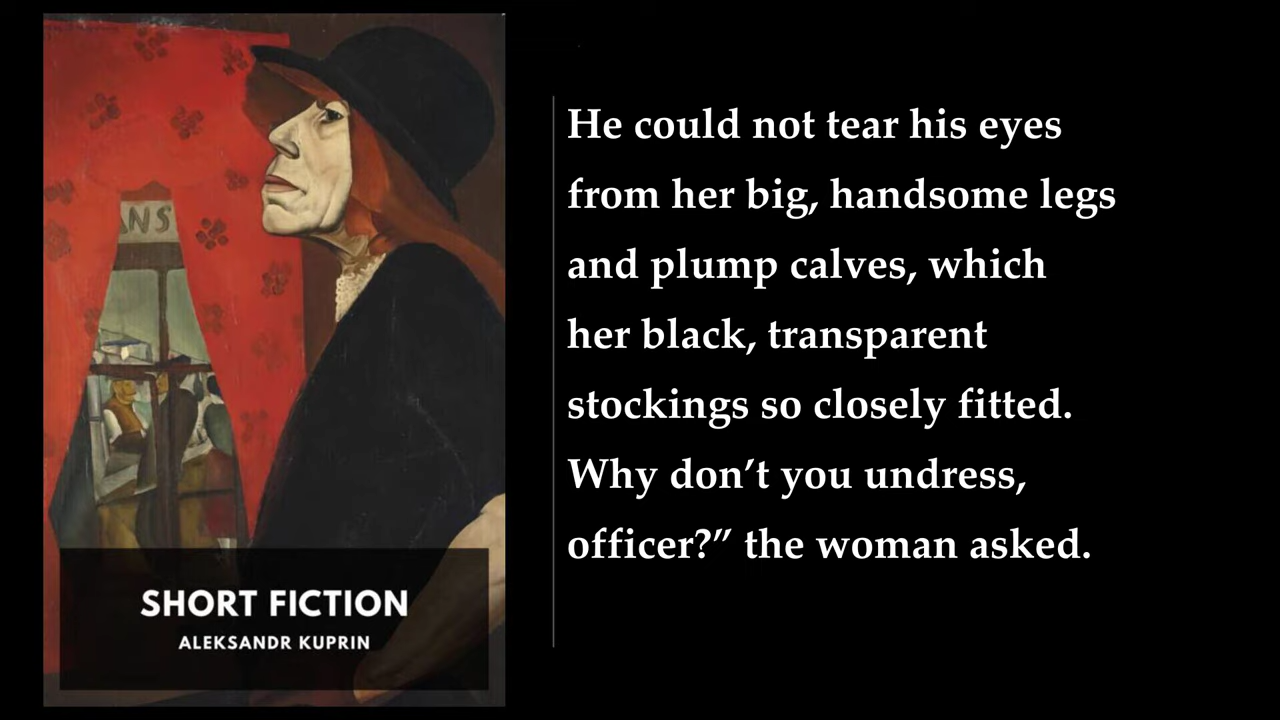 ANS
SHORT FICTION
ALEKSANDR KUPRIN
He could not tear his eyes
from her big, handsome legs
and plump calves, which
her black, transparent
stockings so closely fitted.
Why don’t you undress,
officer?” the woman asked.